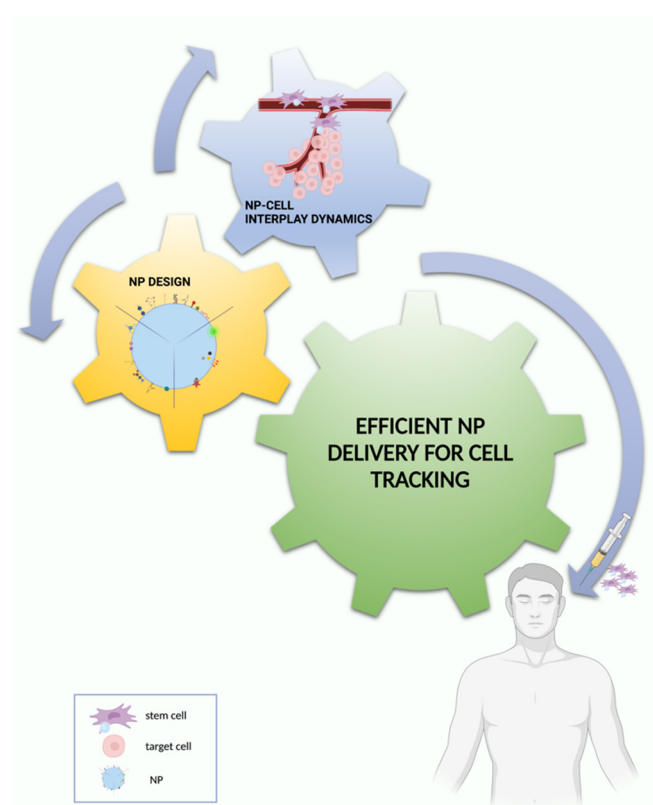 NP-CELL
INTERPLAY DYNAMICS
NP DESIGN
EFFICIENT NP
DELIVERY FOR CELL
TRACKING
stem cell
target cell
NP